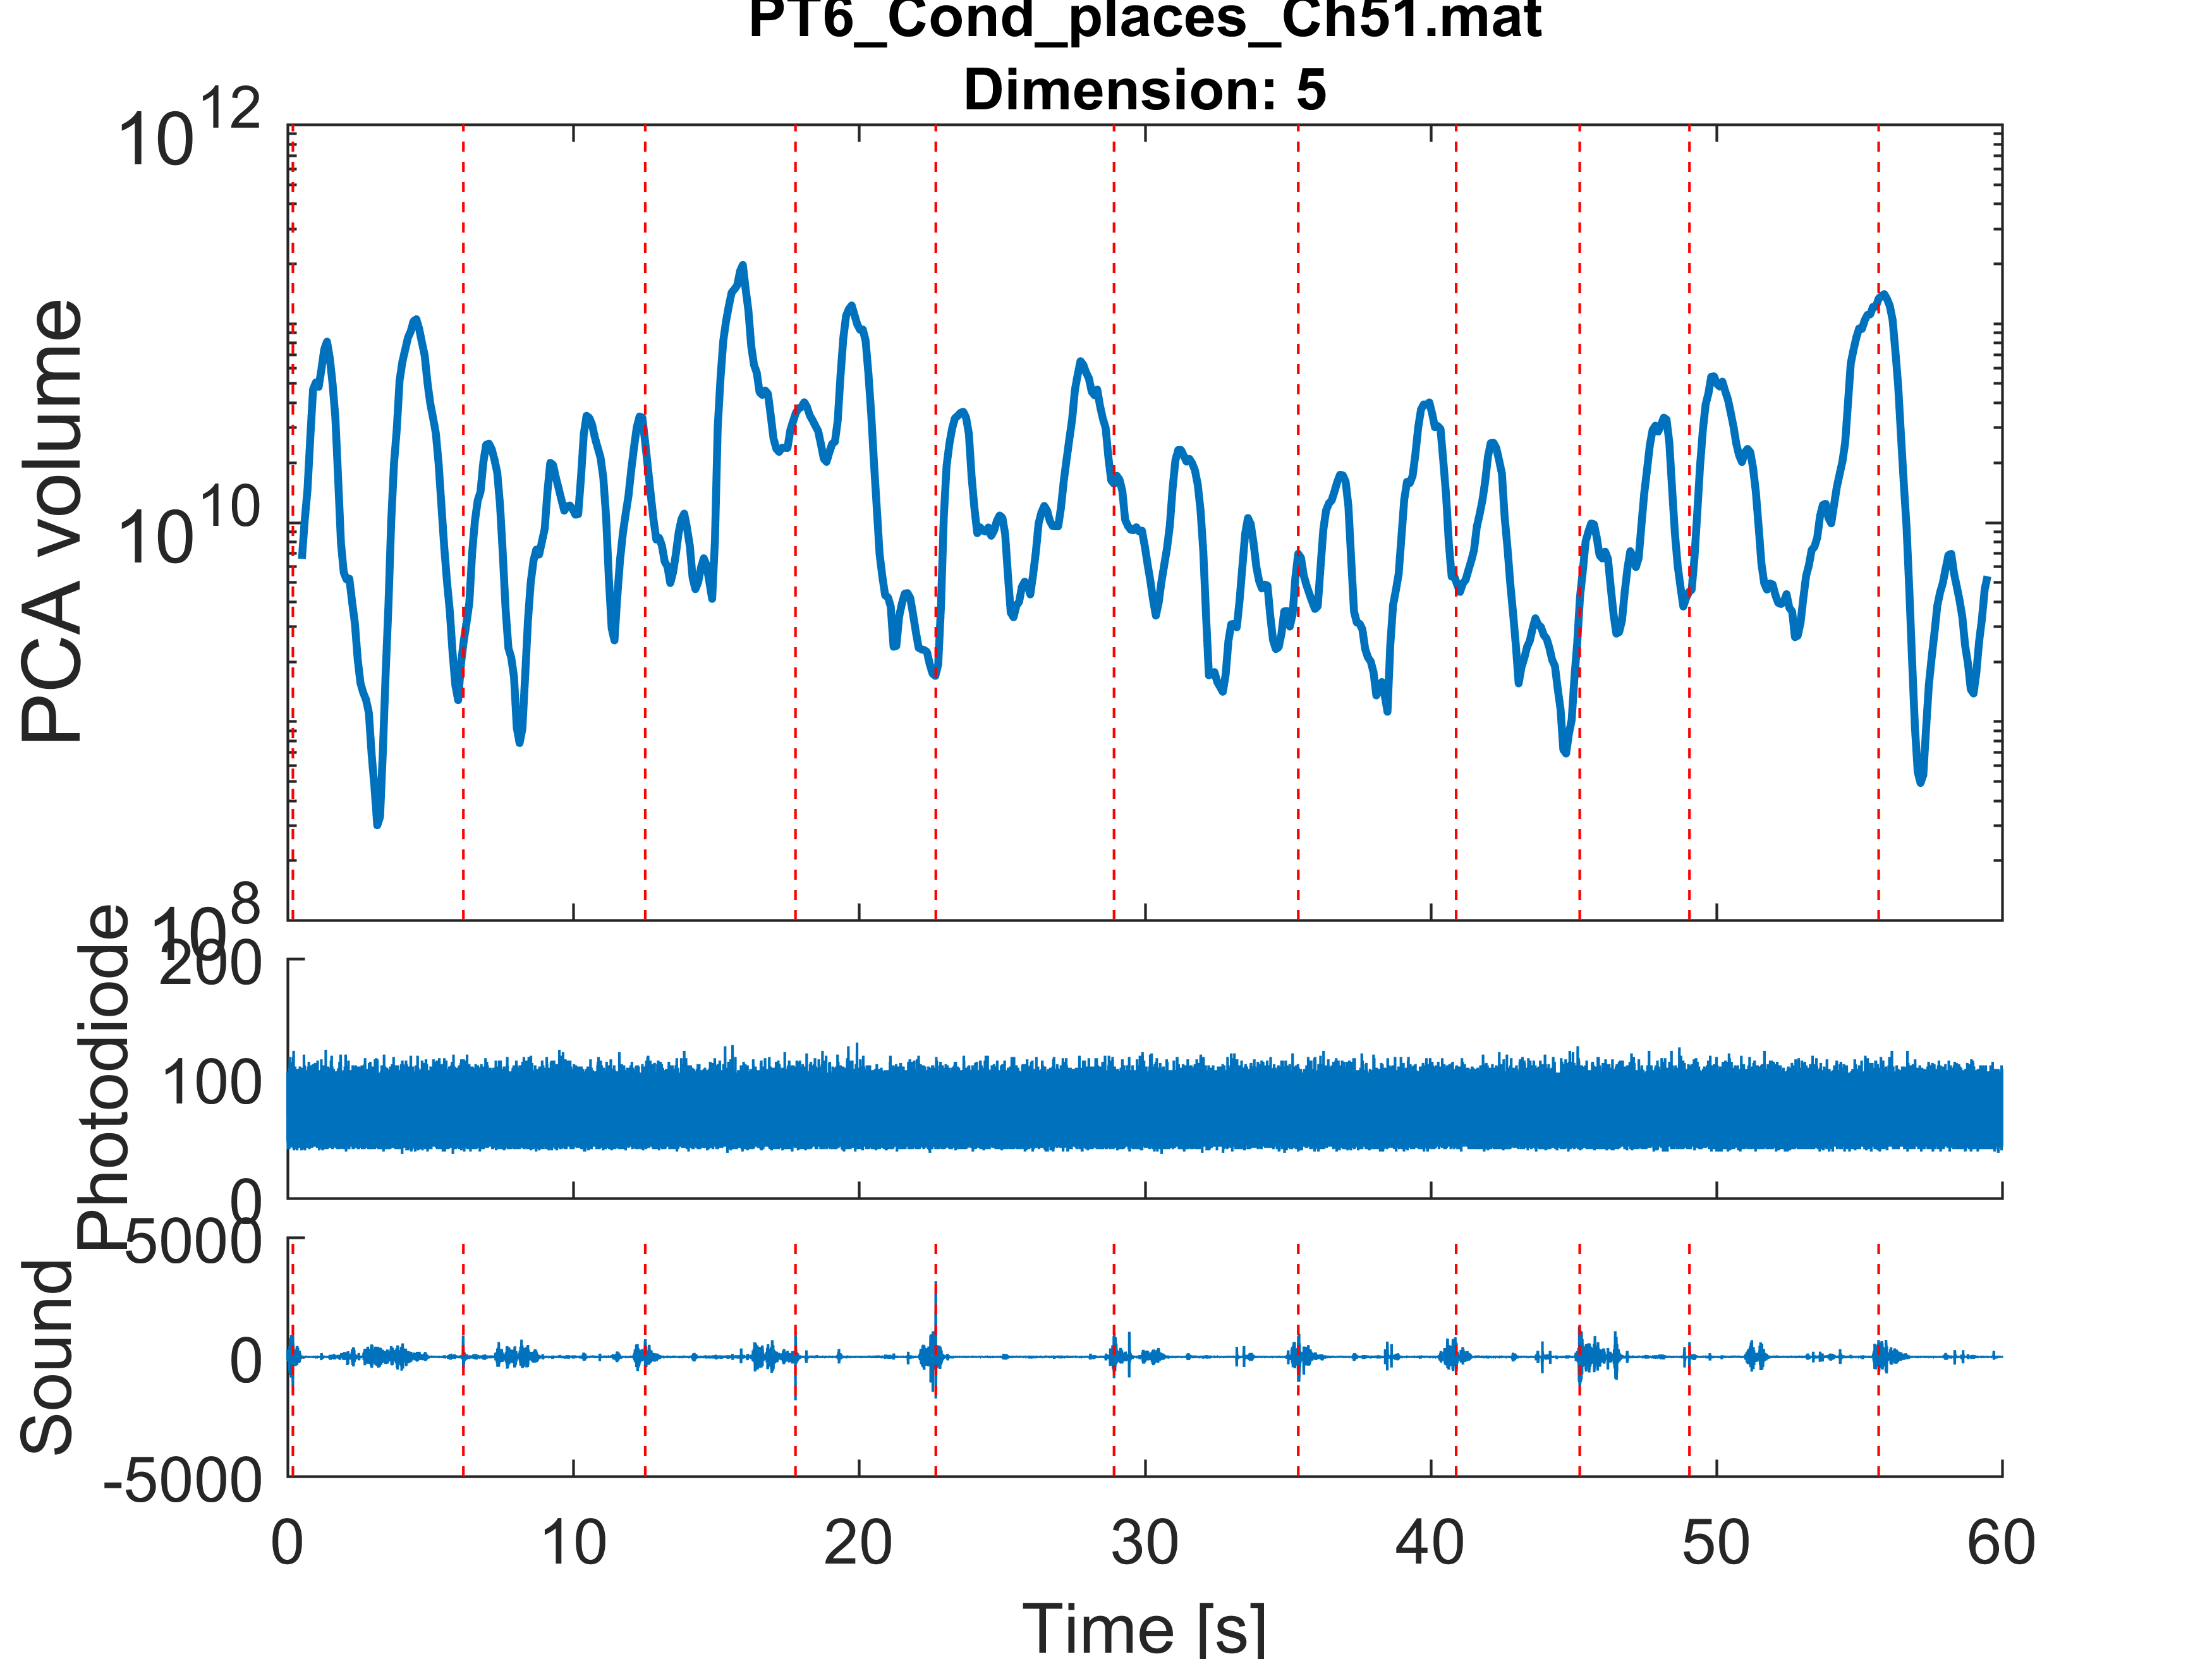 PT6_Cond_places_Ch51.mat
Dimension: 5
10^12
10^10
10^8
PCA volume
200
100
0
Photodiode
5000
0
-5000
Sound
0 10 20 30 40 50 60
Time [s]